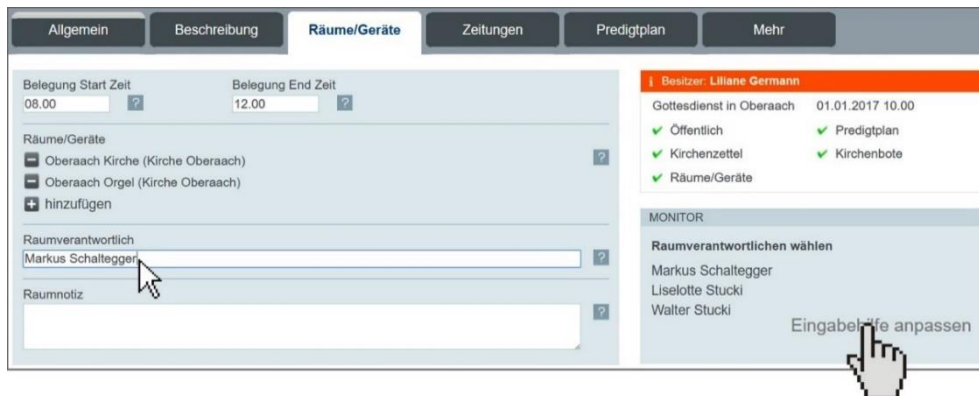 Allgemein
Beschreibung
Räume/Geräte
Zeitungen
Predigtplan
Mehr
Belegung Start Zeit
Belegung End Zeit
08.00 ?
12.00 ?
Räume/Geräte
Oberaach Kirche (Kirche Oberaach) ?
Oberaach Orgel (Kirche Oberaach)
hinzufügen
Raumverantwortlich
Markus Schaltegger ?
Raumnotiz
?
i Besitzer: Liliane Germann
Gottesdienst in Oberaach 01.01.2017 10.00
Öffentlich
Predigtplan
Kirchenzettel
Kirchenbote
Räume/Geräte
MONITOR
Raumverantwortlichen wählen
Markus Schaltegger
Liselotte Stucki
Walter Stucki
Eingabehilfe anpassen